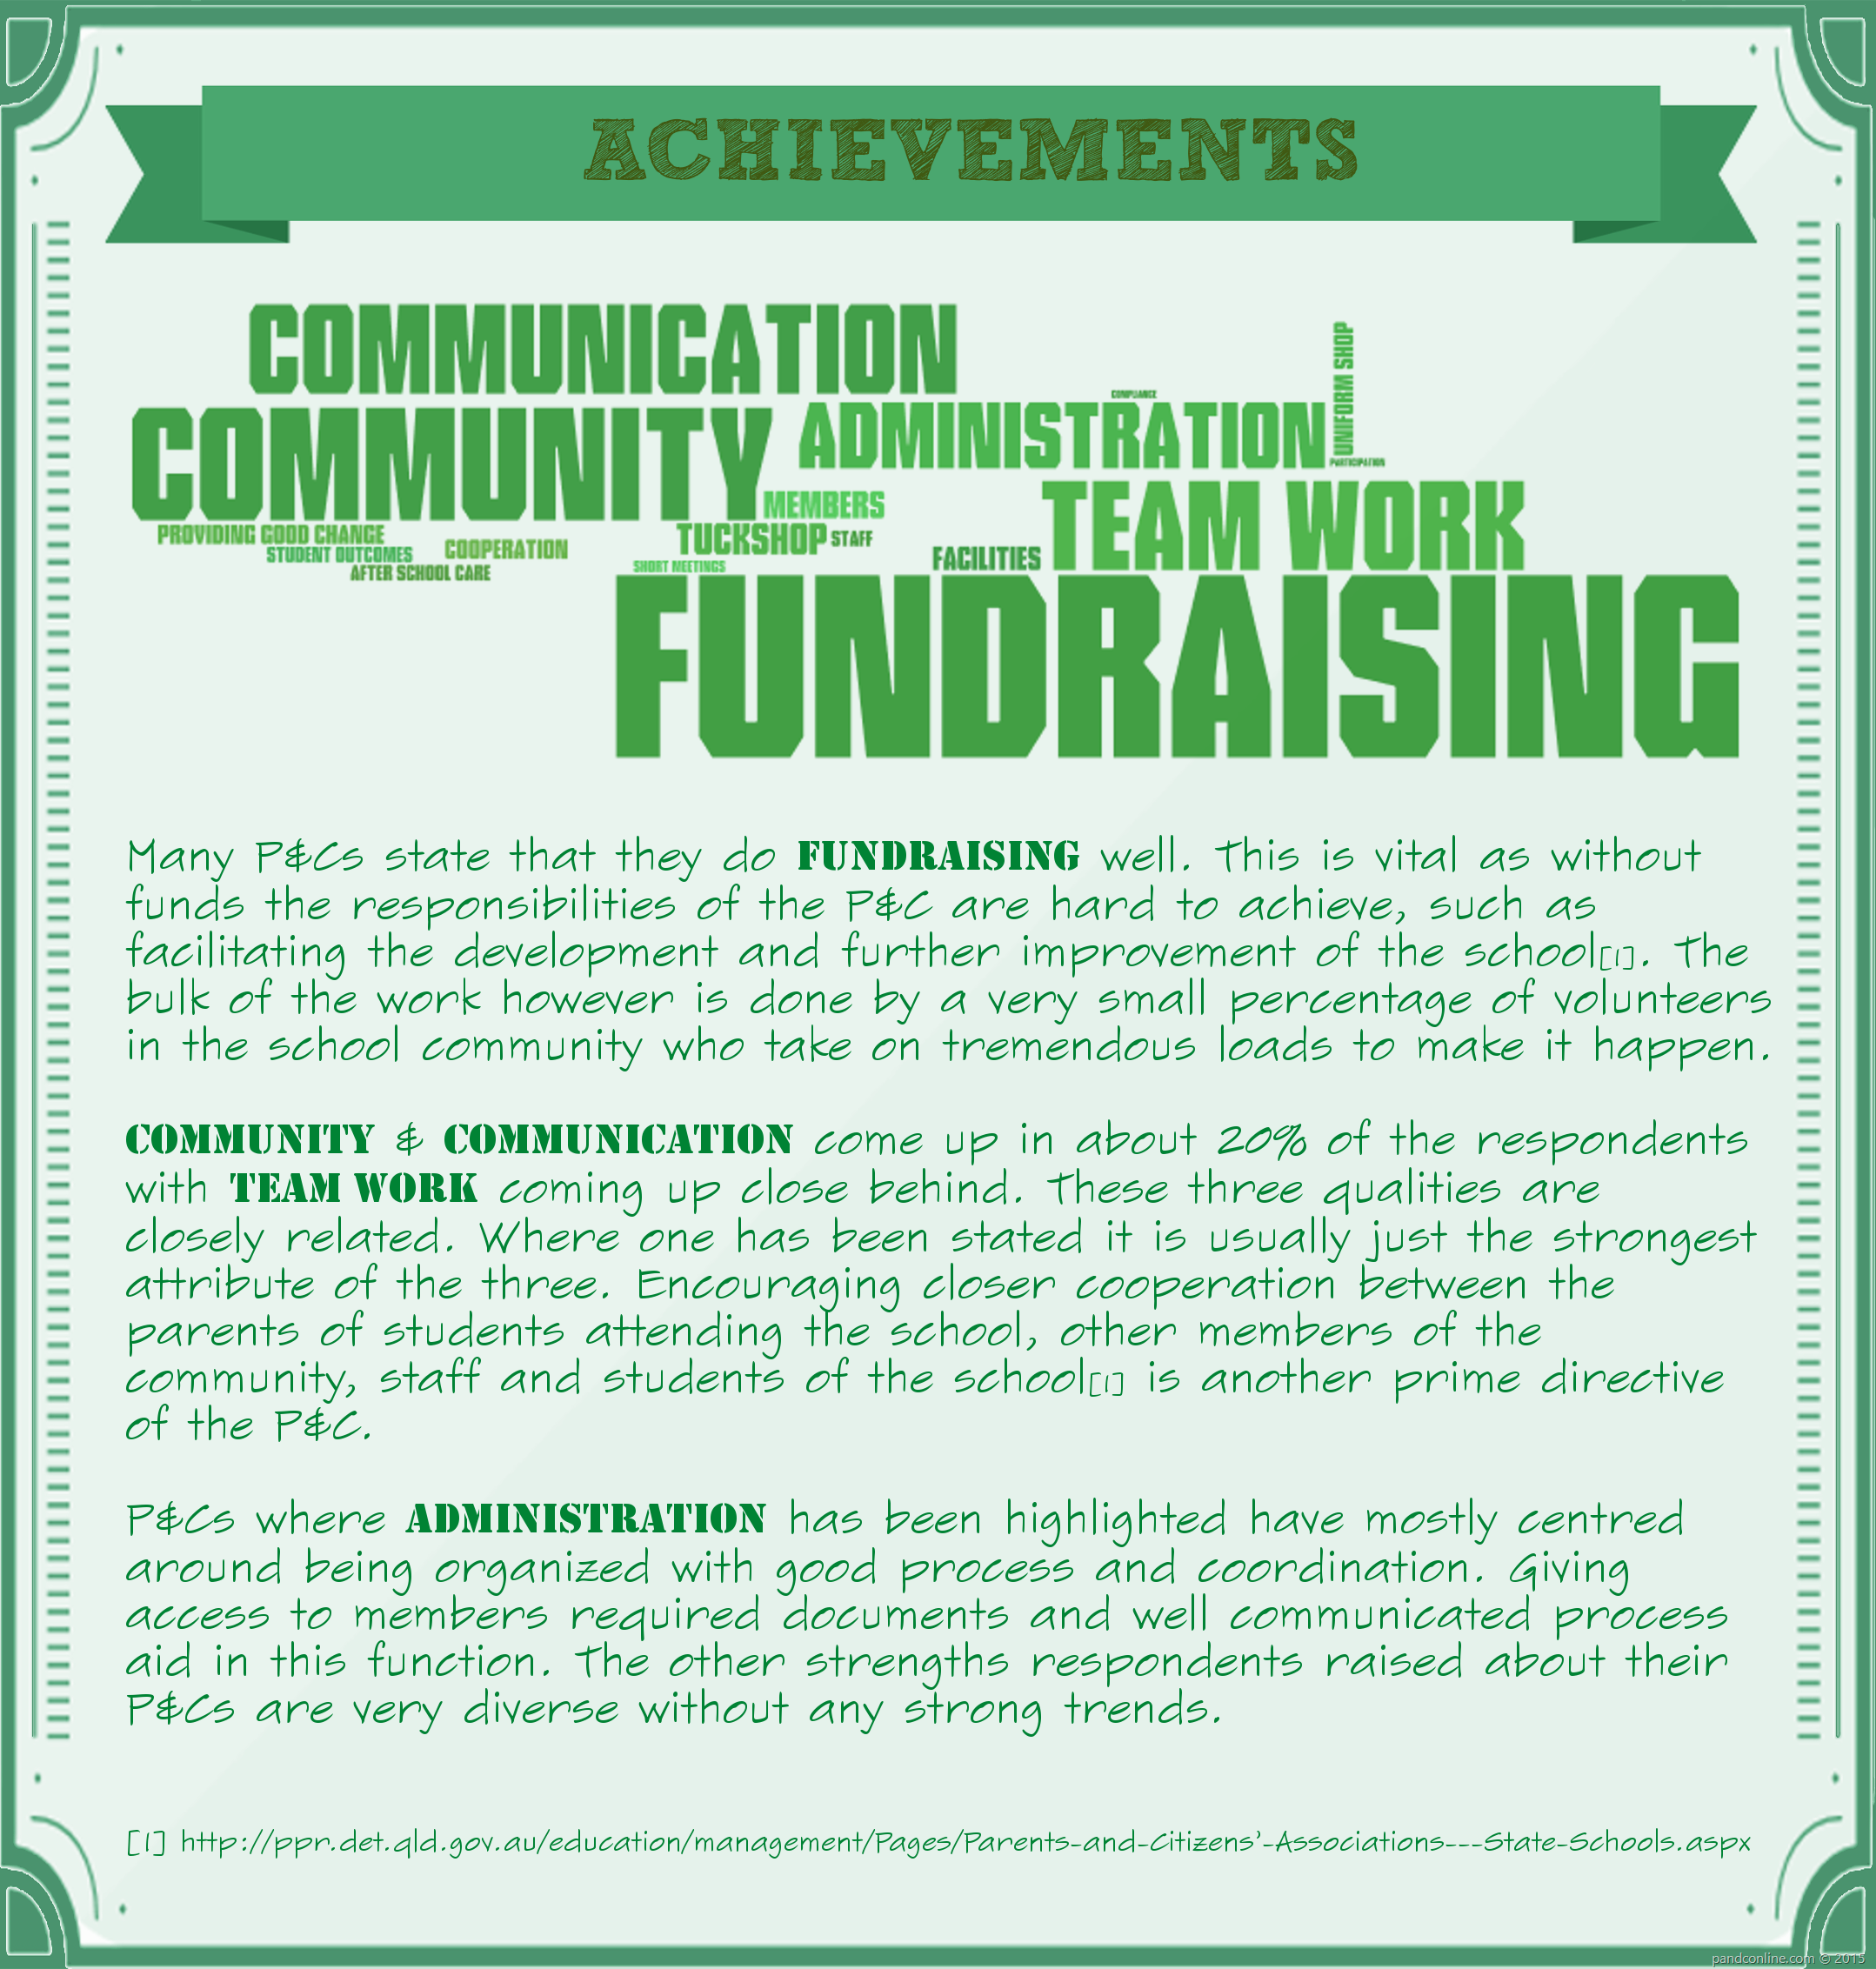 ACHIEVEMENTS
COMMUNICATION
COMMUNITY
COMPLIANCE
ADMINISTRATION
UNIFORM SHOP
PARTICIPATION
MEMBERS
TEAM WORK
PROVIDING GOOD CHANGE
STUDENT OUTCOMES
COOPERATION
TUCKSHOP
STAFF
FACILITIES
AFTER SCHOOL CARE
SHORT MEETINGS
FUNDRAISING
Many P&Cs state that they do FUNDRAISING well. This is vital as without
funds the responsibilities of the P&C are hard to achieve, such as
facilitating the development and further improvement of the school[1]. The
bulk of the work however is done by a very small percentage of volunteers
in the school community who take on tremendous loads to make it happen.
COMMUNITY & COMMUNICATION come up in about 20% of the respondents
with TEAM WORK coming up close behind. These three qualities are
closely related. Where one has been stated it is usually just the strongest
attribute of the three. Encouraging closer cooperation between the
parents of students attending the school, other members of the
community, staff and students of the school[1] is another prime directive
of the P&C.
P&Cs where ADMINISTRATION has been highlighted have mostly centred
around being organized with good process and coordination. Giving
access to members required documents and well communicated process
aid in this function. The other strengths respondents raised about their
P&Cs are very diverse without any strong trends.
[1] http://ppr.det.qld.gov.au/education/management/Pages/Parents-and-Citizens'-Associations---State-Schools.aspx
pandconline.com © 2015